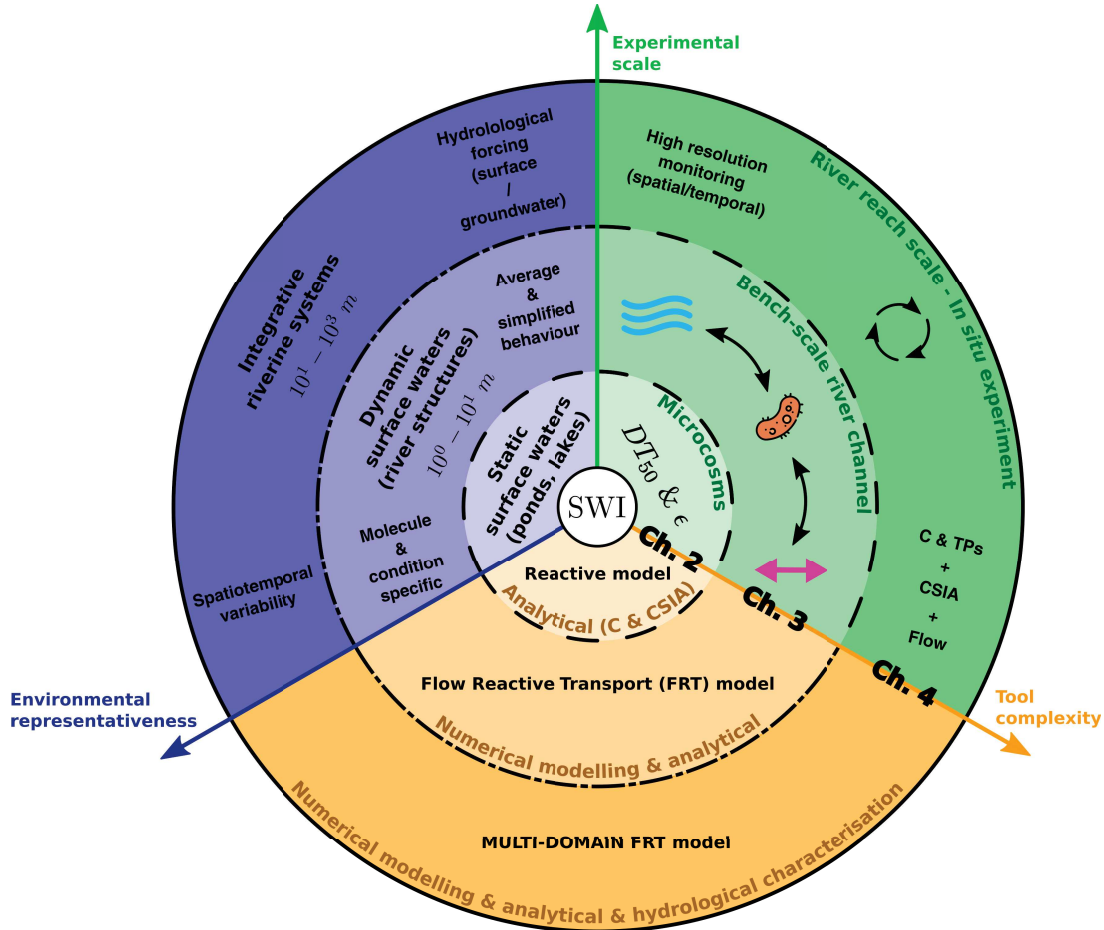 Experimental
scale
Hydrolological
forcing
(surface
/
groundwater)
High resolution
monitoring
(spatial/temporal)
River reach scale - In situ experiment
Integrative
riverine systems
10¹ − 10³ m
Average
&
simplified
behaviour
Bench-scale river channel
Dynamic
surface waters
(river structures)
10⁰ − 10¹ m
Static
surface waters
(ponds, lakes)
Microcosms
DT₅₀ & ϵ
SWI
Molecule
&
condition
specific
Spatiotemporal
variability
C & TPs
+
CSIA
+
Flow
Ch. 2
Ch. 3
Ch. 4
Reactive model
Analytical (C & CSIA)
Flow Reactive Transport (FRT) model
Numerical modelling & analytical
Environmental
representativeness
Tool
complexity
MULTI-DOMAIN FRT model
Numerical modelling & analytical & hydrological characterisation